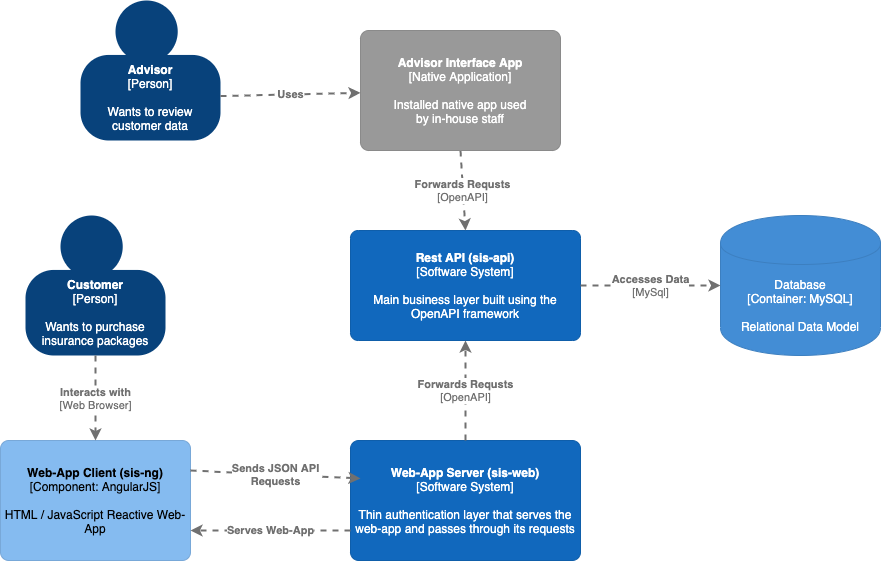 Advisor
[Person]
Wants to review
customer data
Uses
Advisor Interface App
[Native Application]
Installed native app used
by in-house staff
Forwards Requsts
[OpenAPI]
Customer
[Person]
Wants to purchase
insurance packages
Rest API (sis-api)
[Software System]
Main business layer built using the
OpenAPI framework
Accesses Data
[MySql]
Database
[Container: MySQL]
Relational Data Model
Interacts with
[Web Browser]
Forwards Requsts
[OpenAPI]
Web-App Client (sis-ng)
[Component: AngularJS]
HTML / JavaScript Reactive Web-
App
Sends JSON API
Requests
Serves Web-App
Web-App Server (sis-web)
[Software System]
Thin authentication layer that serves the
web-app and passes through its requests